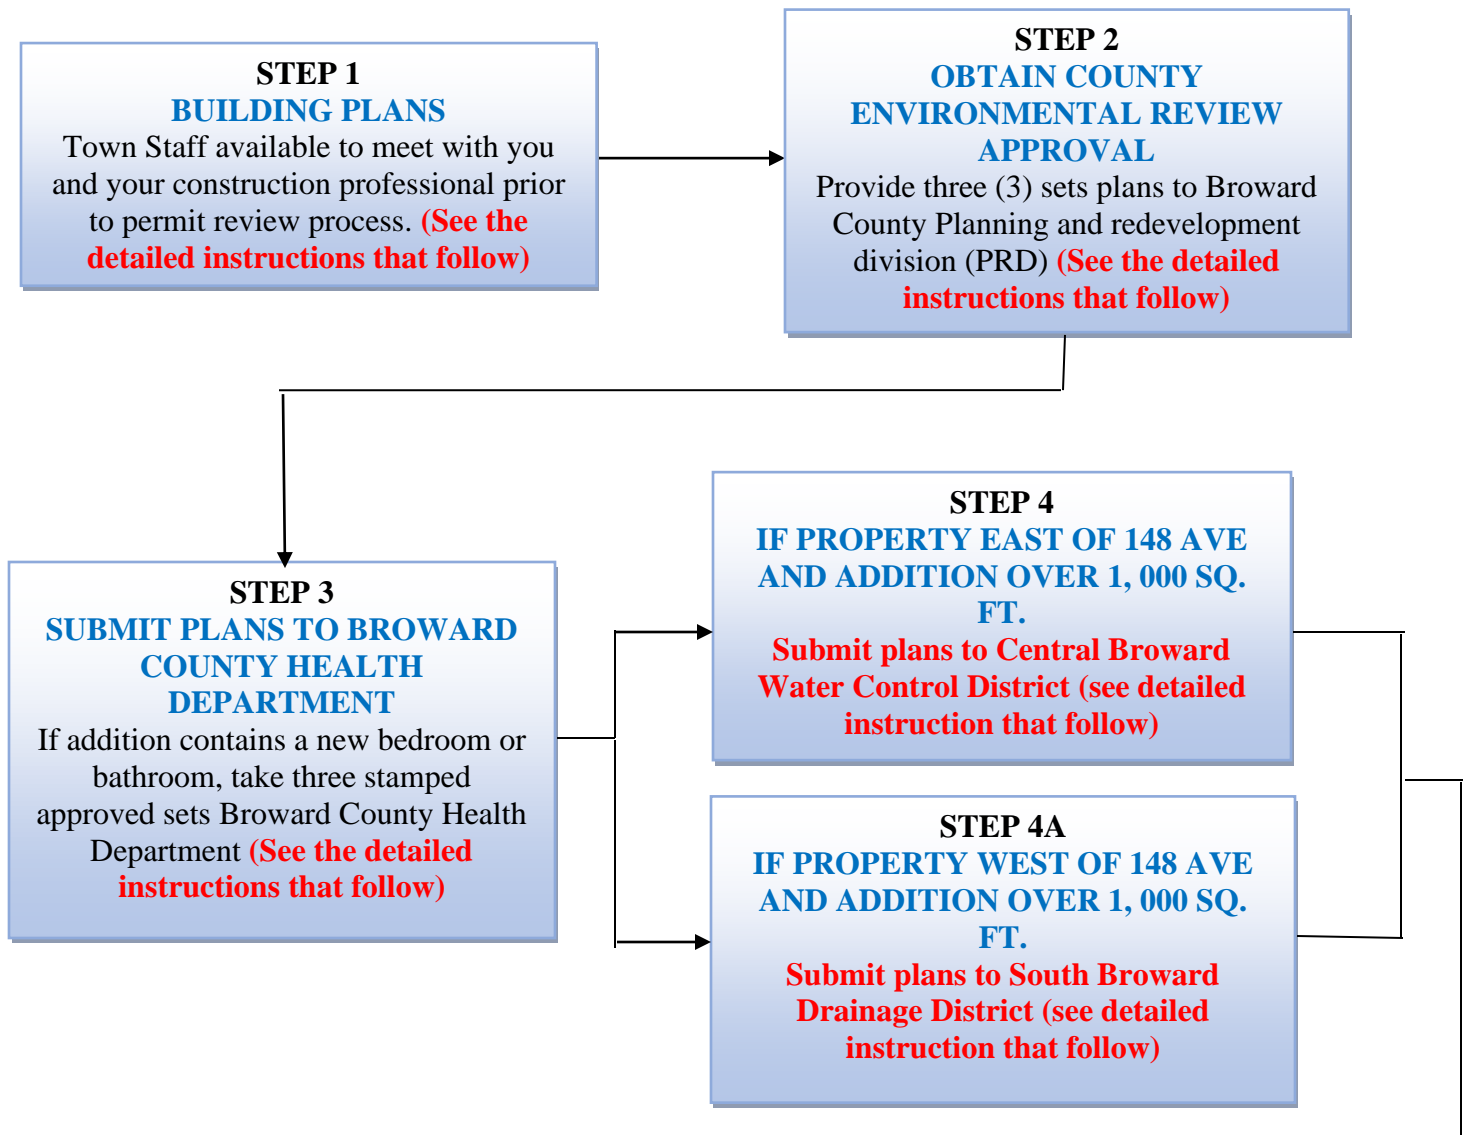 STEP 1
BUILDING PLANS
Town Staff available to meet with you
and your construction professional prior
to permit review process. (See the
detailed instructions that follow)
STEP 2
OBTAIN COUNTY
ENVIRONMENTAL REVIEW
APPROVAL
Provide three (3) sets plans to Broward
County Planning and redevelopment
division (PRD) (See the detailed
instructions that follow)
STEP 3
SUBMIT PLANS TO BROWARD
COUNTY HEALTH
DEPARTMENT
If addition contains a new bedroom or
bathroom, take three stamped
approved sets Broward County Health
Department (See the detailed
instructions that follow)
STEP 4
IF PROPERTY EAST OF 148 AVE
AND ADDITION OVER 1, 000 SQ.
FT.
Submit plans to Central Broward
Water Control District (see detailed
instruction that follow)
STEP 4A
IF PROPERTY WEST OF 148 AVE
AND ADDITION OVER 1, 000 SQ.
FT.
Submit plans to South Broward
Drainage District (see detailed
instruction that follow)